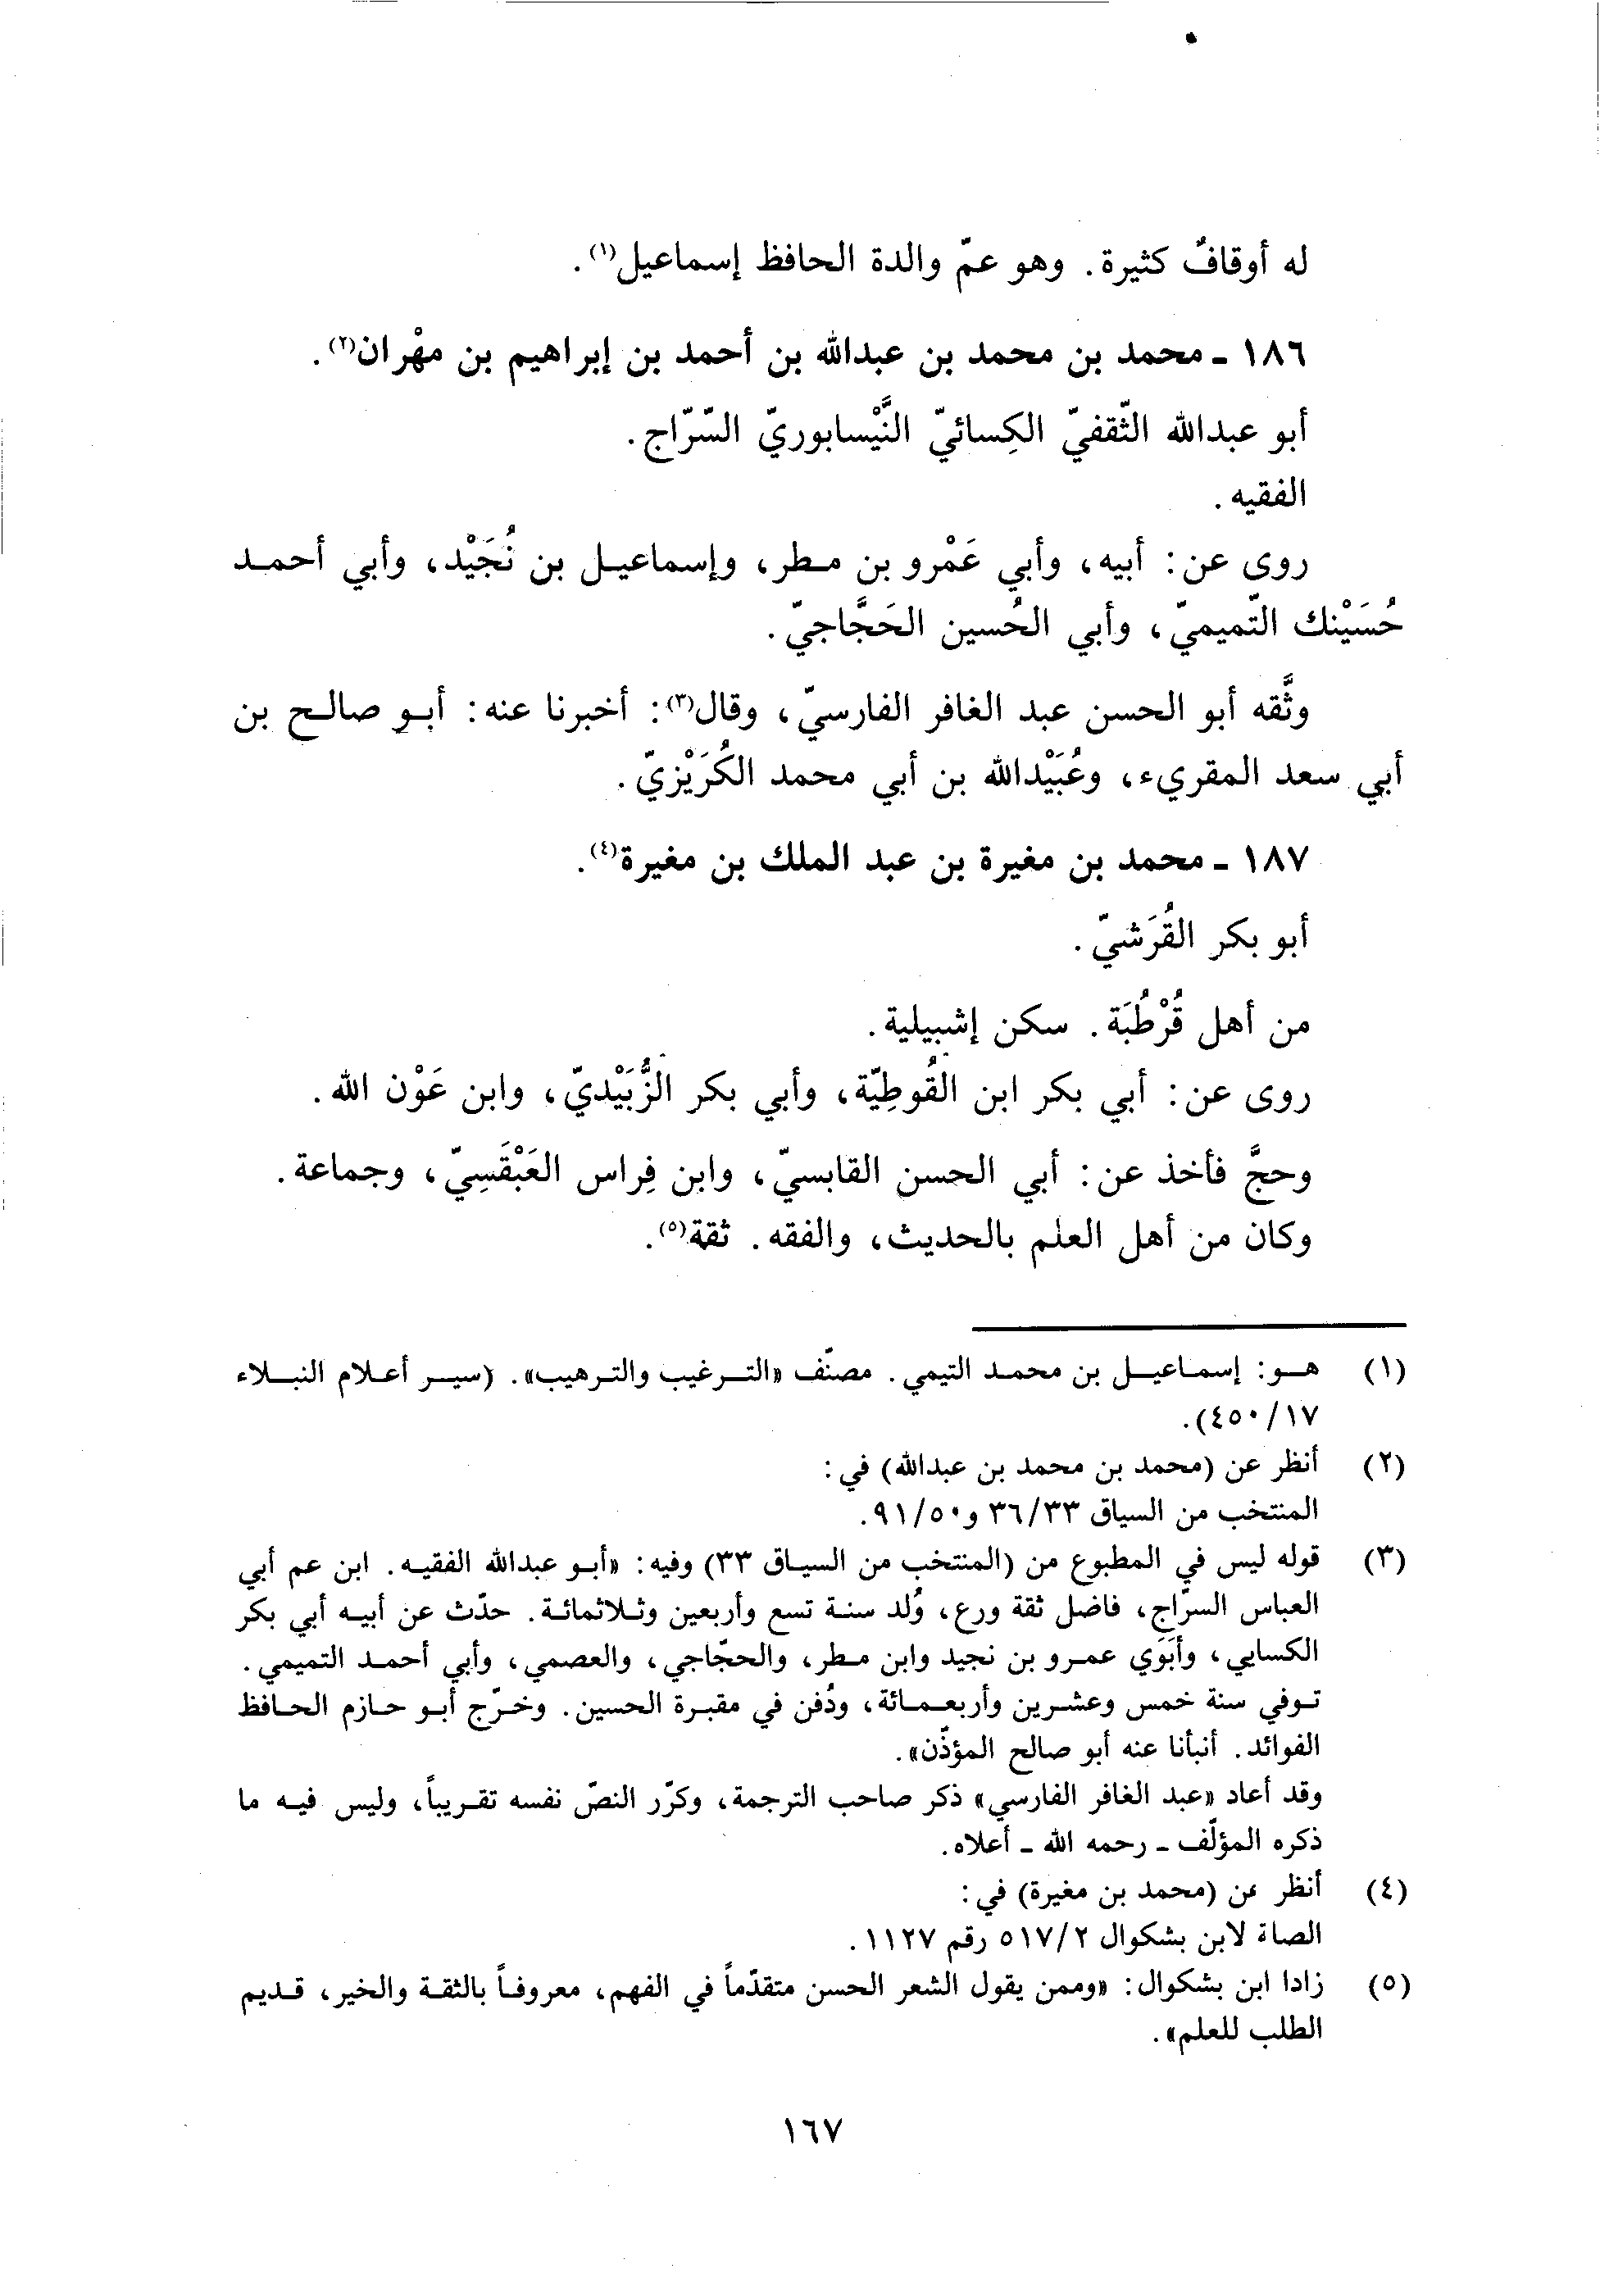 له أوقافٌ كثيرة. وهو عمّ والدة الحافظ إسماعيل(١).
١٨٦ - محمد بن محمد بن عبدالله بن أحمد بن إبراهيم بن مهْران(٢).
أبو عبدالله الثّقفيّ الكِسائيّ النَّيْسابوريّ السّرّاج.
الفقيه.
روى عن: أبيه، وأبي عَمْرو بن مطر، وإسماعيل بن نُجَيْد، وأبي أحمد
حُسَيْنك التّميميّ، وأبي الحُسين الحَجَّاجيّ.
وثَّقه أبو الحسن عبد الغافر الفارسيّ، وقال(٣): أخبرنا عنه: أبو صالح بن
أبي سعد المقريء، وعُبَيْدالله بن أبي محمد الكُرَيْزيّ.
١٨٧ - محمد بن مغيرة بن عبد الملك بن مغيرة(٤).
أبو بكر القُرَشيّ.
من أهل قُرْطُبَة. سكن إشبيلية.
روى عن: أبي بكر ابن القُوطِيّة، وأبي بكر الزُّبَيْديّ، وابن عَوْن الله.
وحجَّ فأخذ عن: أبي الحسن القابسيّ، وابن فِراس العَبْقَسِيّ، وجماعة.
وكان من أهل العلم بالحديث، والفقه. ثقة(٥).
(١) هو: إسماعيل بن محمد التيمي. مصنّف «الترغيب والترهيب». (سير أعلام النبلاء
١٧/٤٥٠).
(٢) أنظر عن (محمد بن محمد بن عبدالله) في:
المنتخب من السياق ٣٦/٣٣ و٩١/٥٠.
(٣) قوله ليس في المطبوع من (المنتخب من السياق ٣٣) وفيه: «أبو عبدالله الفقيه. ابن عم أبي
العباس السرّاج، فاضل ثقة ورع، وُلد سنة تسع وأربعين وثلاثمائة. حدّث عن أبيه أبي بكر
الكسايي، وأبَوَي عمرو بن نجيد وابن مطر، والحجّاجي، والعصمي، وأبي أحمد التميمي.
توفي سنة خمس وعشرين وأربعمائة، ودُفن في مقبرة الحسين. وخرّج أبو حازم الحافظ
الفوائد. أنبأنا عنه أبو صالح المؤذّن».
وقد أعاد «عبد الغافر الفارسي» ذكر صاحب الترجمة، وكرّر النصّ نفسه تقريباً، وليس فيه ما
ذكره المؤلّف - رحمه الله - أعلاه.
(٤) أنظر عن (محمد بن مغيرة) في:
الصلة لابن بشكوال ٥١٧/٢ رقم ١١٢٧.
(٥) زادا ابن بشكوال: «وممن يقول الشعر الحسن متقدّماً في الفهم، معروفاً بالثقة والخير، قديم
الطلب للعلم».
١٦٧